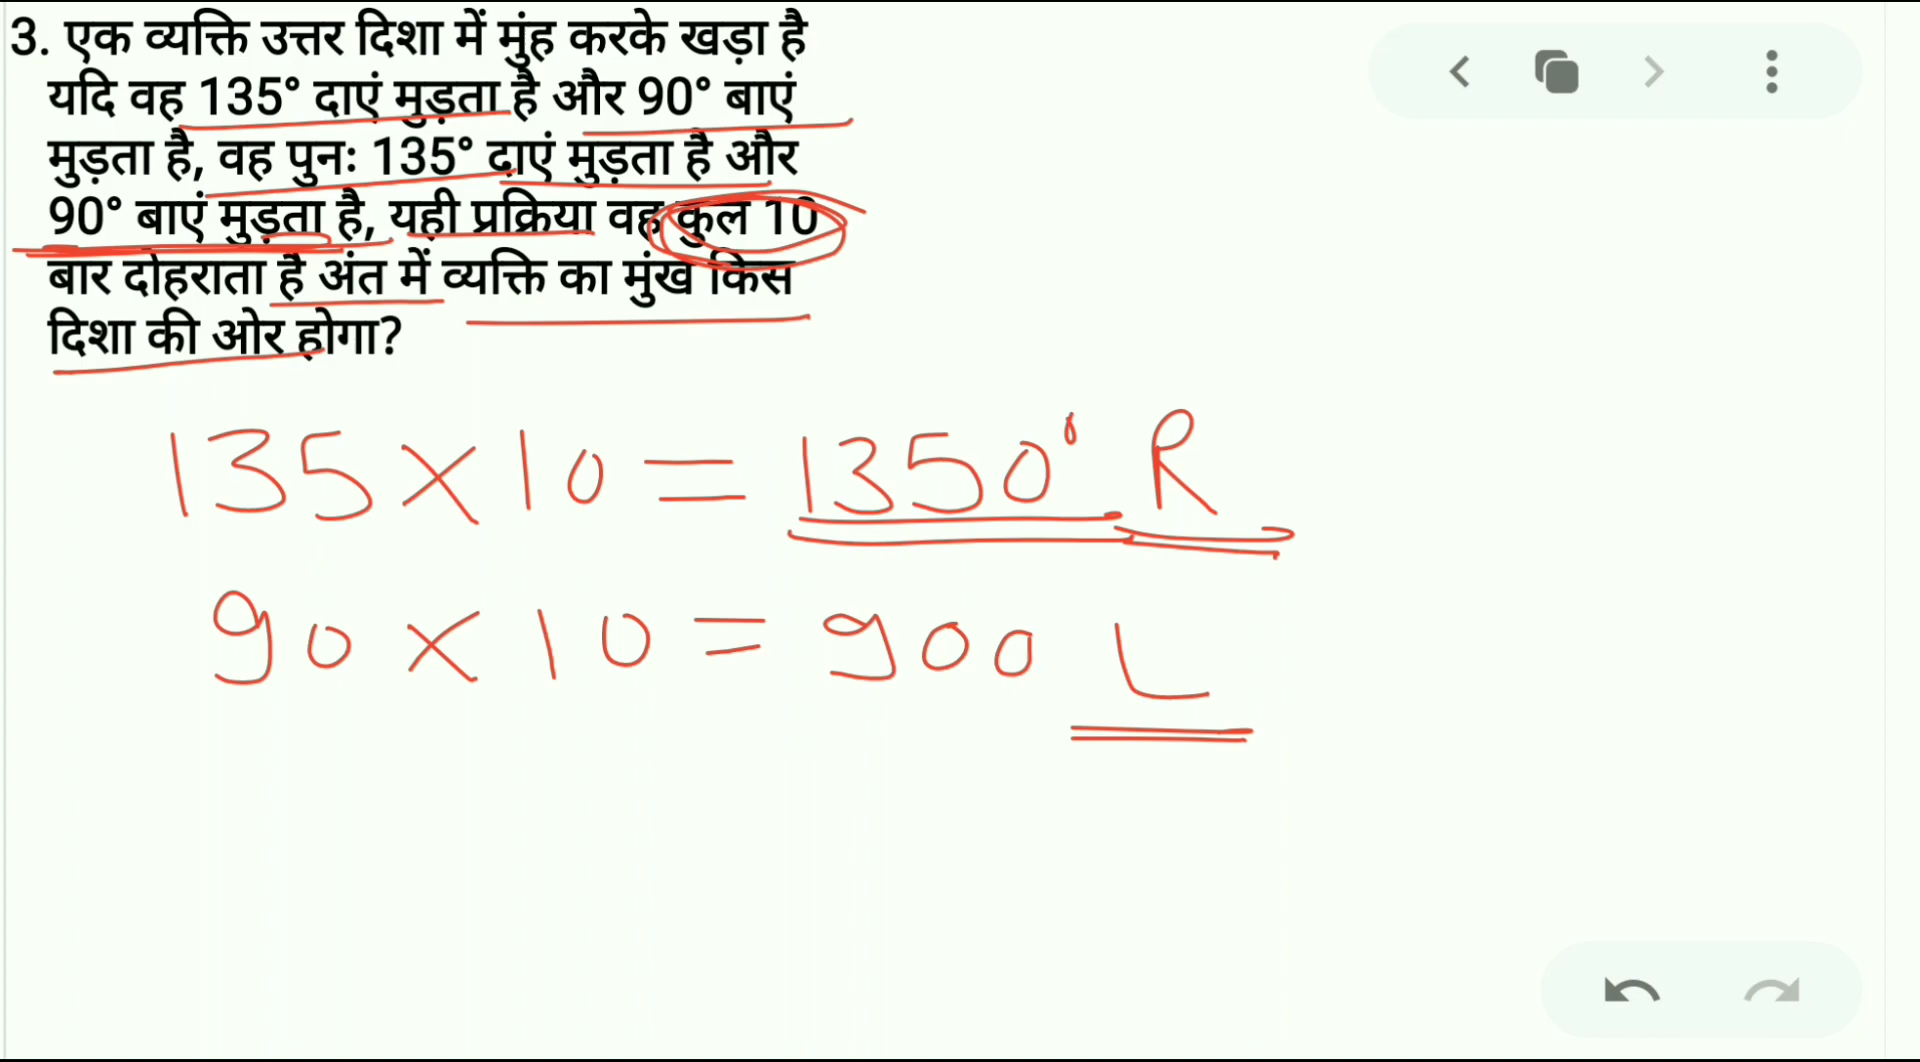 3. एक व्यक्ति उत्तर दिशा में मुंह करके खड़ा है
यदि वह 135° दाएं मुड़ता है और 90° बाएं
मुड़ता है, वह पुनः 135° दाएं मुड़ता है और
90° बाएं मुड़ता है, यही प्रक्रिया वह कुल 10
बार दोहराता है अंत में व्यक्ति का मुंख किस
दिशा की ओर होगा?
135 × 10 = 1350° R
90 × 10 = 900 L